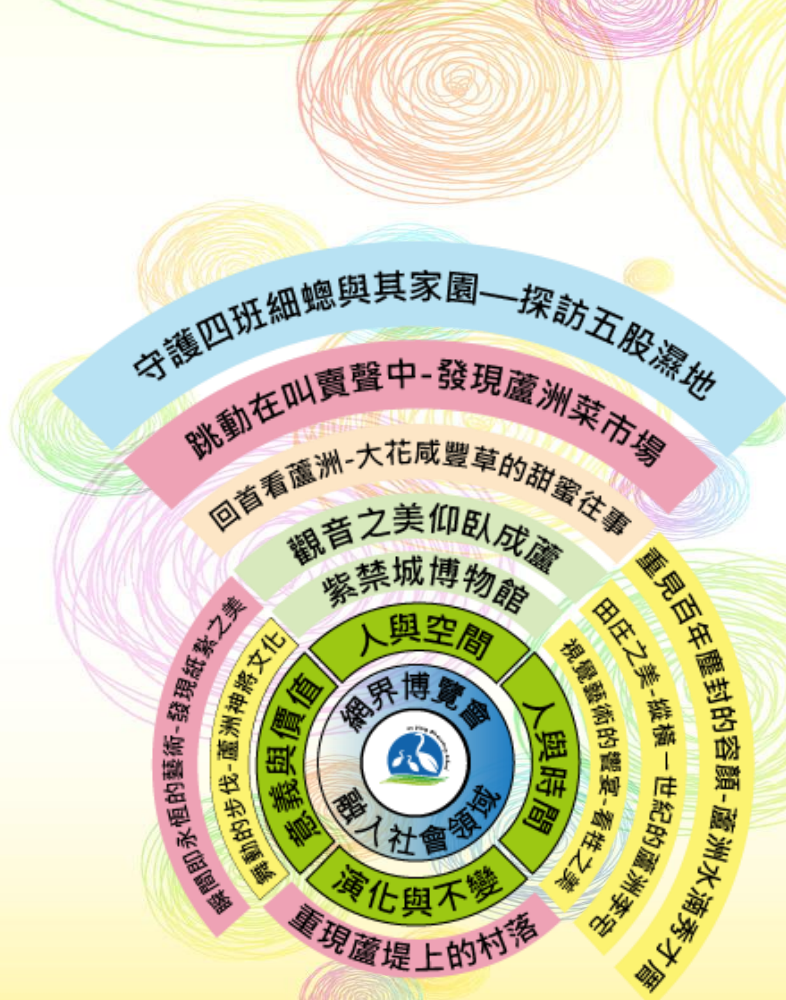 守護四班細蟌與其家園—探訪五股濕地
跳動在叫賣聲中-發現蘆洲菜市場
回首看蘆洲-大花咸豐草的甜蜜往事
觀音之美仰臥成蘆
紫禁城博物館
人與空間
網界博覽會
融入社會領域
人與時間
演化與不變
意義與價值
舞動的步伐-蘆洲神將文化
瞬間即永恆的藝術-發現紙紮之美
視覺藝術的饗宴-看牲之美
田庄之美-縱橫一世紀的蘆洲李宅
重見百年塵封的容顏-蘆洲水湳秀才厝
重現蘆堤上的村落